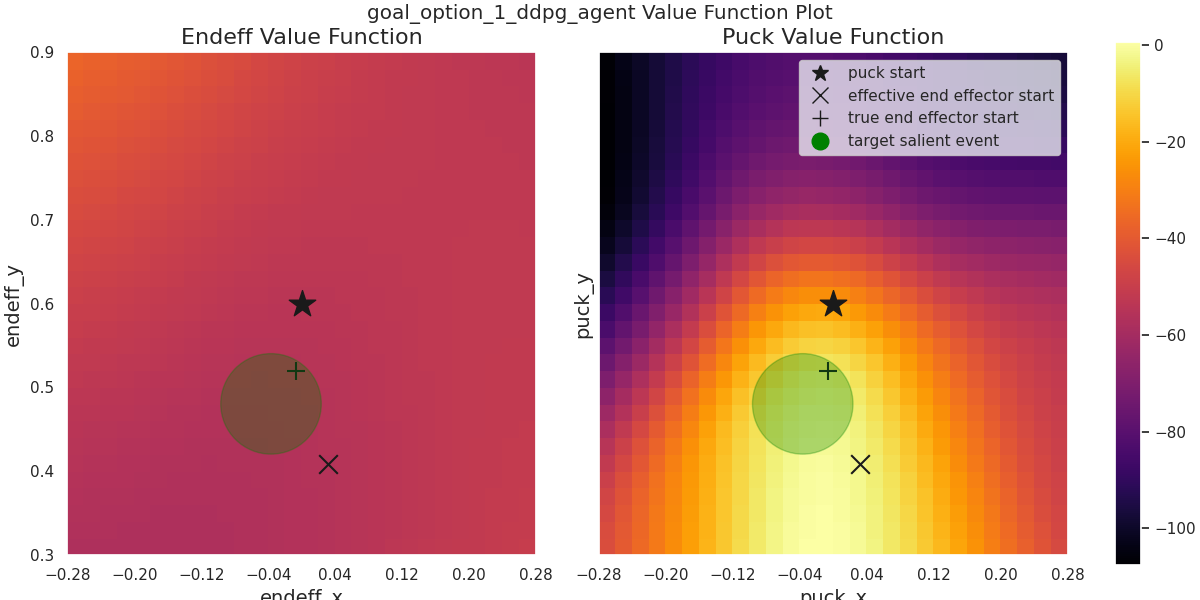 goal_option_1_ddpg_agent Value Function Plot
Endeff Value Function
Puck Value Function
0.9
0.8
0.7
0.6
0.5
0.4
0.3
endeff_y
−0.28 −0.20 −0.12 −0.04 0.04 0.12 0.20 0.28
endeff_x
puck_y
puck start
effective end effector start
true end effector start
target salient event
−0.28 −0.20 −0.12 −0.04 0.04 0.12 0.20 0.28
puck_x
0
−20
−40
−60
−80
−100